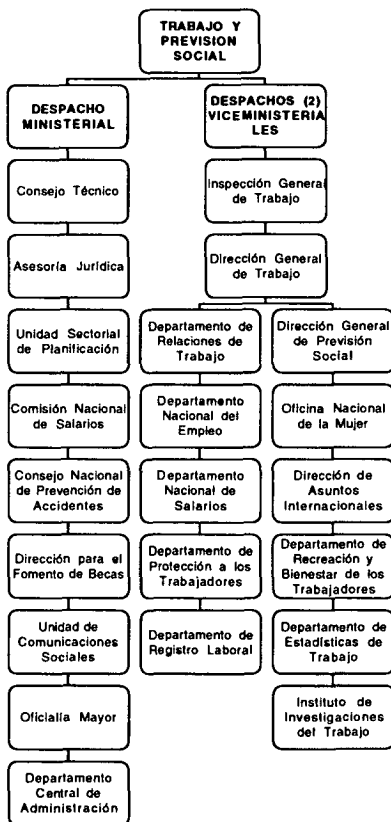 TRABAJO Y
PREVISION
SOCIAL
DESPACHO
MINISTERIAL
Consejo Técnico
Asesoría Jurídica
Unidad Sectorial
de Planificación
Comisión Nacional
de Salarios
Consejo Nacional
de Prevención de
Accidentes
Dirección para el
Fomento de Becas
Unidad de
Comunicaciones
Sociales
Oficialía Mayor
Departamento
Central de
Administración
DESPACHOS (2)
VICEMINISTERIA
LES
Inspección General
de Trabajo
Dirección General
de Trabajo
Departamento de
Relaciones de
Trabajo
Departamento
Nacional del
Empleo
Departamento
Nacional de
Salarios
Departamento de
Protección a los
Trabajadores
Departamento de
Registro Laboral
Dirección General
de Previsión
Social
Oficina Nacional
de la Mujer
Dirección de
Asuntos
Internacionales
Departamento de
Recreación y
Bienestar de los
Trabajadores
Departamento de
Estadísticas de
Trabajo
Instituto de
Investigaciones
del Trabajo